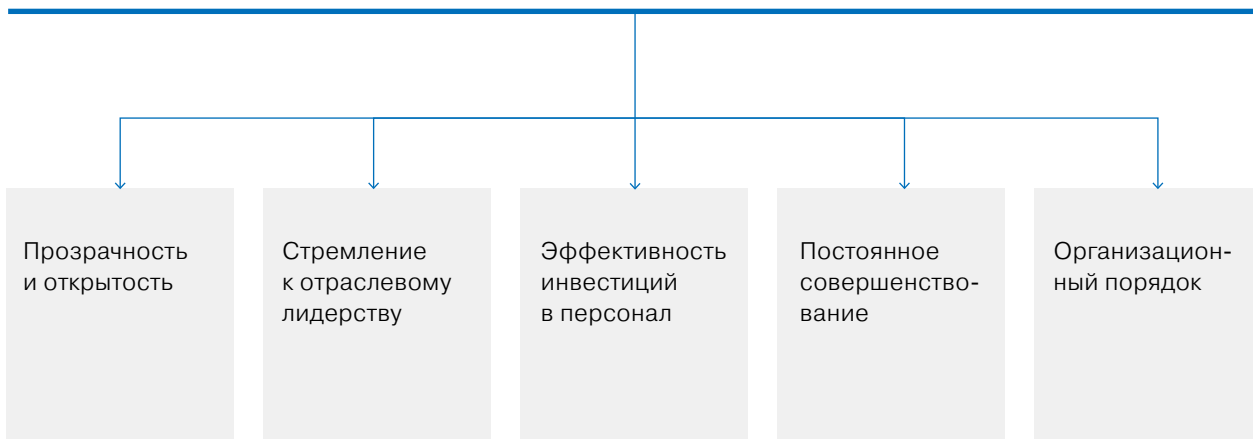 Прозрачность
и открытость
Стремление
к отраслевому
лидерству
Эффективность
инвестиций
в персонал
Постоянное
совершенство-
вание
Организацион-
ный порядок